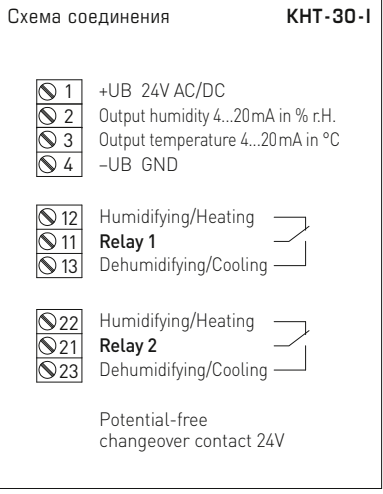 Схема соединения KHT-30-I
1 +UB 24V AC/DC
2 Output humidity 4...20mA in % r.H.
3 Output temperature 4...20mA in °C
4 –UB GND
12 Humidifying/Heating
11 Relay 1
13 Dehumidifying/Cooling
22 Humidifying/Heating
21 Relay 2
23 Dehumidifying/Cooling
Potential-free
changeover contact 24V